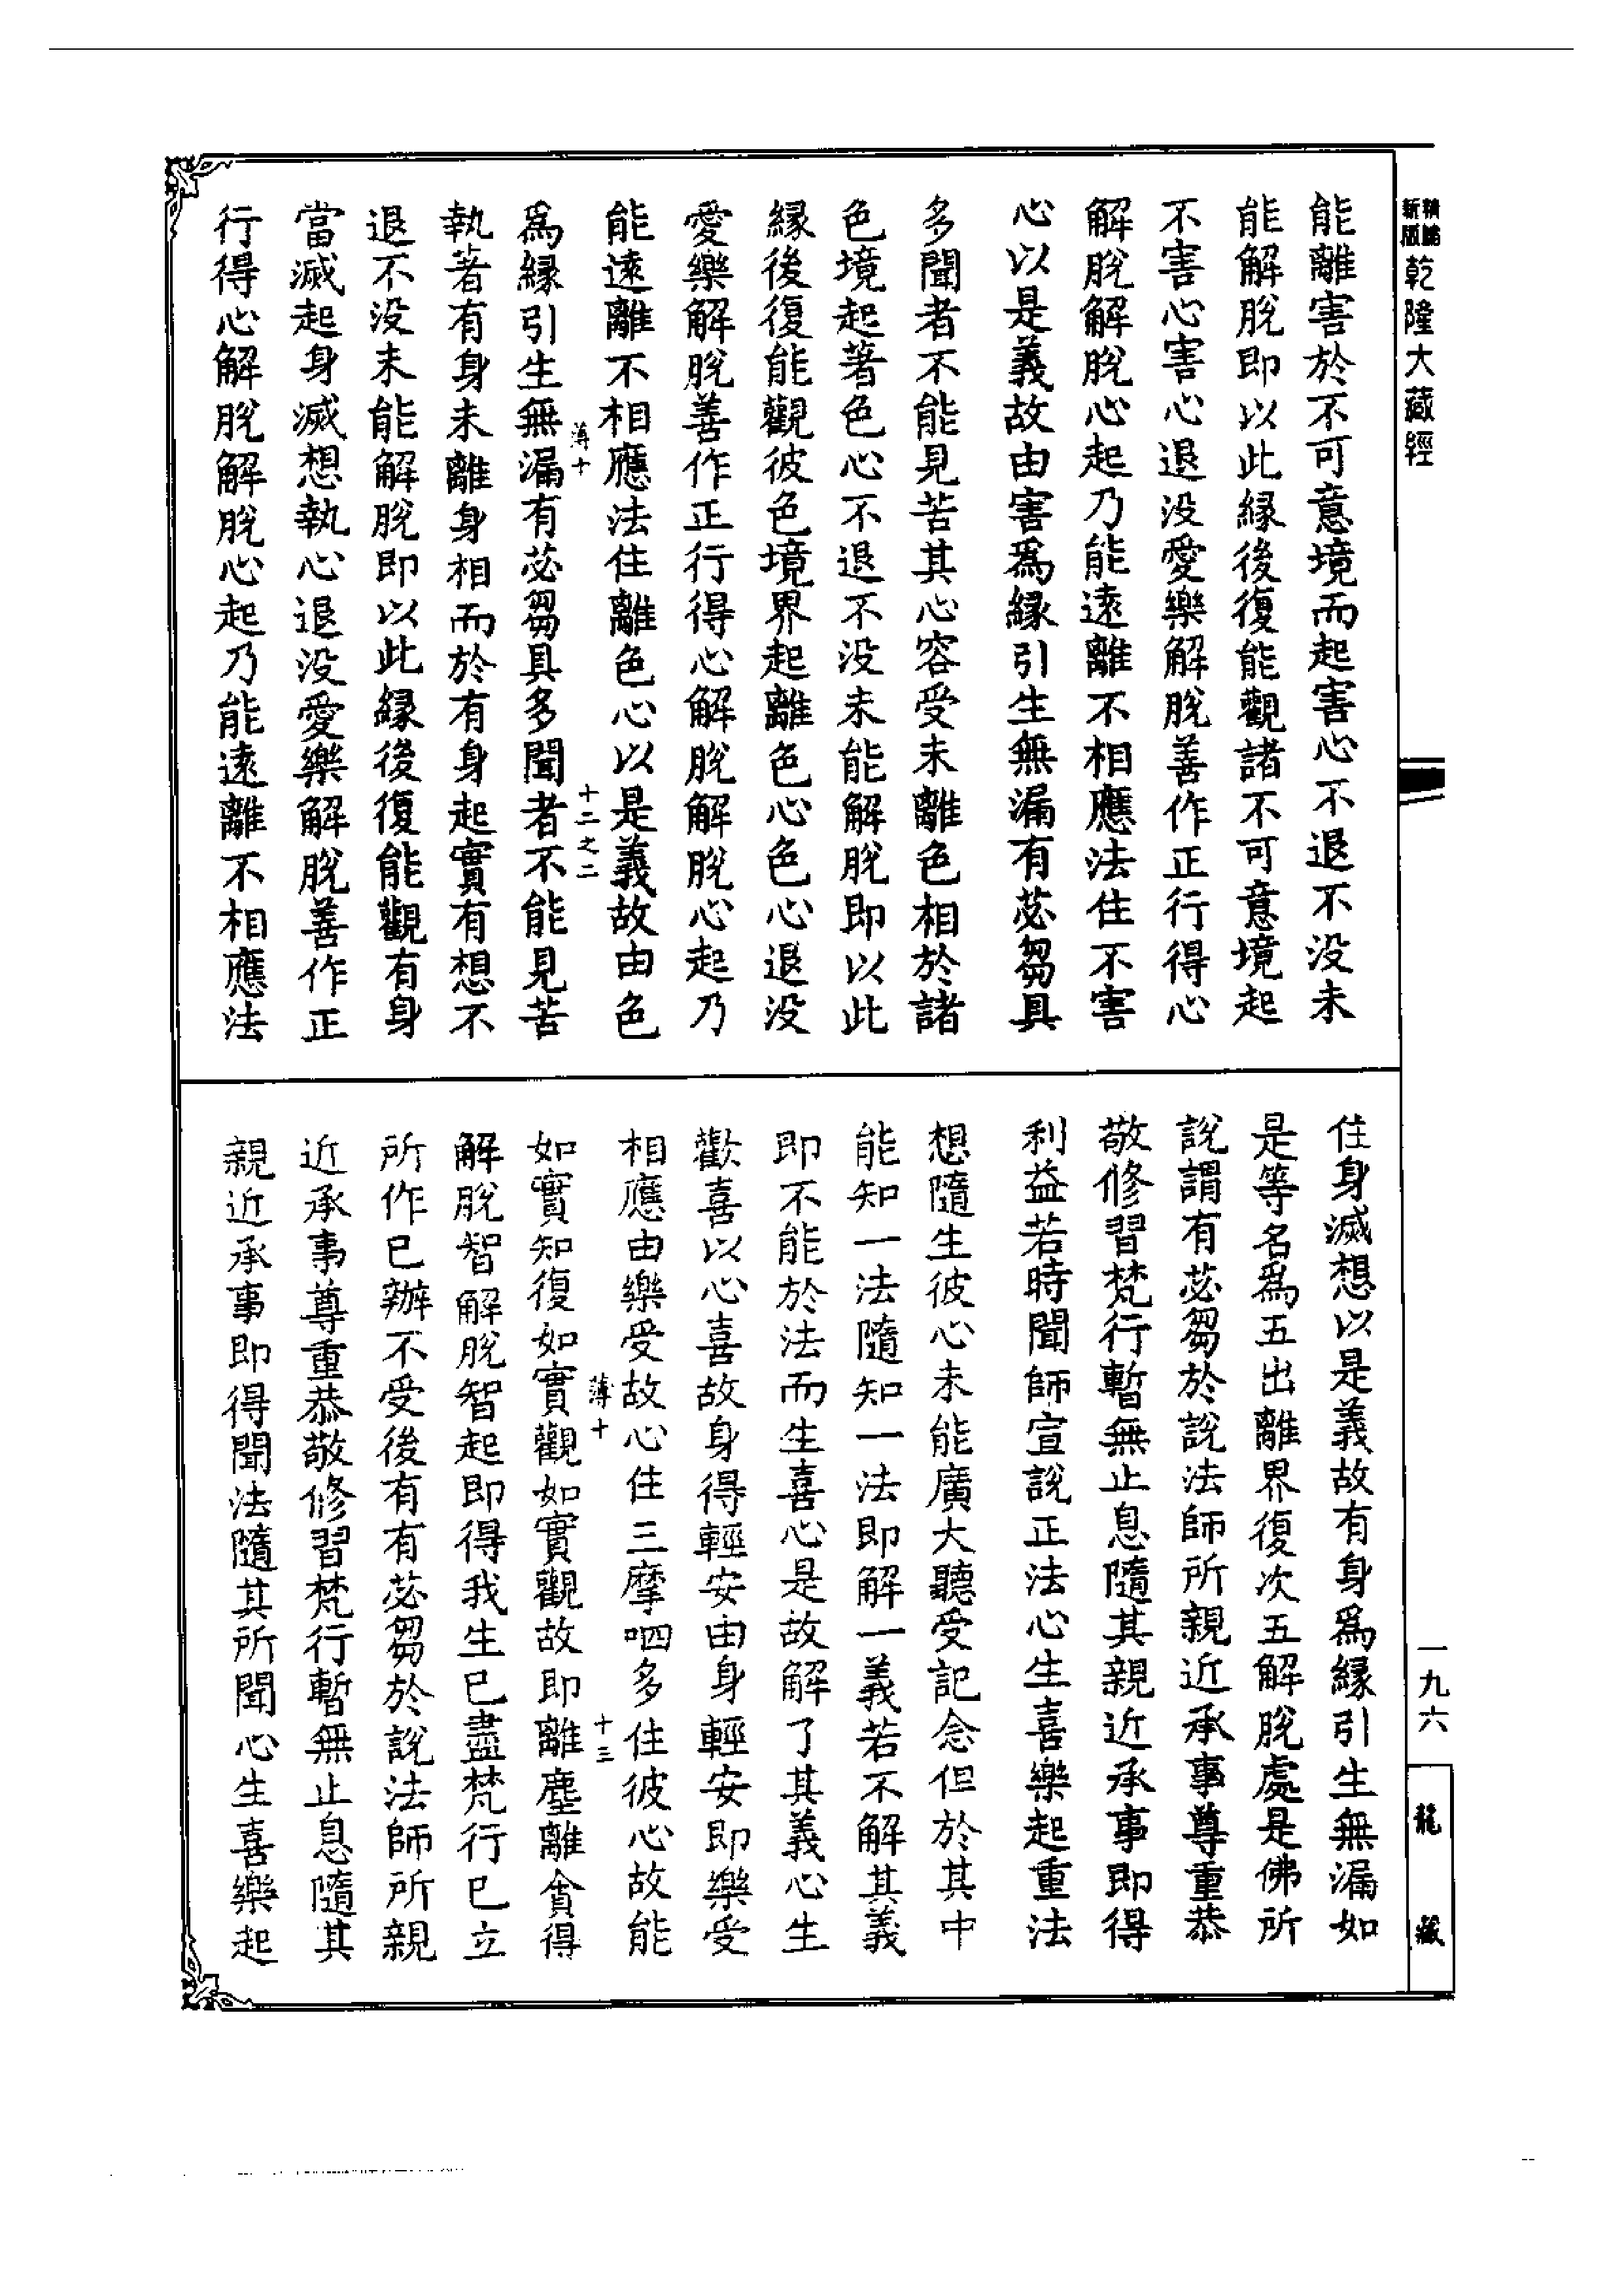 新版
精縮
乾隆大藏經
能離害於不可意境而起害心不退不没未
能解脫即以此縁後復能觀諸不可意境起
不害心害心退没愛樂解脫善作正行得心
解脫解脫心起乃能遠離不相應法住不害
心以是義故由害爲縁引生無漏有苾芻具
多聞者不能見苦其心容受未離色相於諸
色境起著色心不退不没未能解脫即以此
縁後復能觀彼色境界起離色心色心退没
愛樂解脫善作正行得心解脫解脫心起乃
能遠離不相應法住離色心以是義故由色
薄十
十二之二
爲縁引生無漏有苾芻具多聞者不能見苦
執著有身未離身相而於有身起實有想不
退不没未能解脫即以此縁後復能觀有身
當滅起身滅想執心退没愛樂解脫善作正
行得心解脫解脫心起乃能遠離不相應法
住身滅想以是義故有身爲縁引生無漏如
是等名爲五出離界復次五解脫處是佛所
說謂有苾芻於說法師所親近承事尊重恭
敬修習梵行暫無止息隨其親近承事即得
利益若時聞師宣說正法心生喜樂起重法
想隨生彼心未能廣大聽受記念但於其中
能知一法隨知一法即解一義若不解其義
即不能於法而生喜心是故解了其義心生
歡喜以心喜故身得輕安由身輕安即樂受
相應由樂受故心住三摩呬多住彼心故能
薄十
十三
如實知復如實觀如實觀故即離塵離貪得
解脫智解脫智起即得我生已盡梵行已立
所作已辦不受後有有苾芻於說法師所親
近承事尊重恭敬修習梵行暫無止息隨其
親近承事即得聞法隨其所聞心生喜樂起
一九六
龍藏